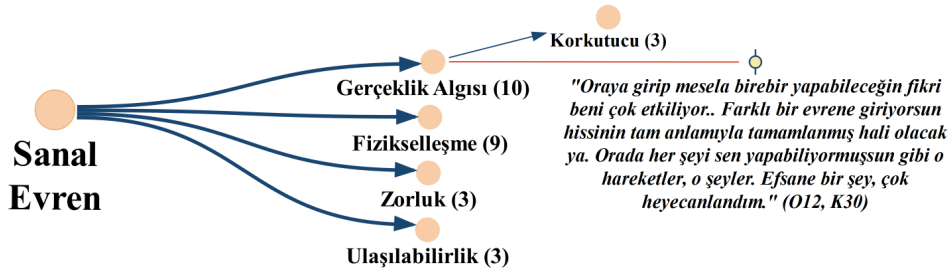 Sanal
Evren
Gerçeklik Algısı (10)
Korkutucu (3)
Fizikselleşme (9)
Zorluk (3)
Ulaşılabilirlik (3)
"Oraya girip mesela birebir yapabileceğin fikri
beni çok etkiliyor.. Farklı bir evrene giriyorsun
hissinin tam anlamıyla tamamlanmış hali olacak
ya. Orada her şeyi sen yapabiliyormuşsun gibi o
hareketler, o şeyler. Efsane bir şey, çok
heyecanlandım." (O12, K30)